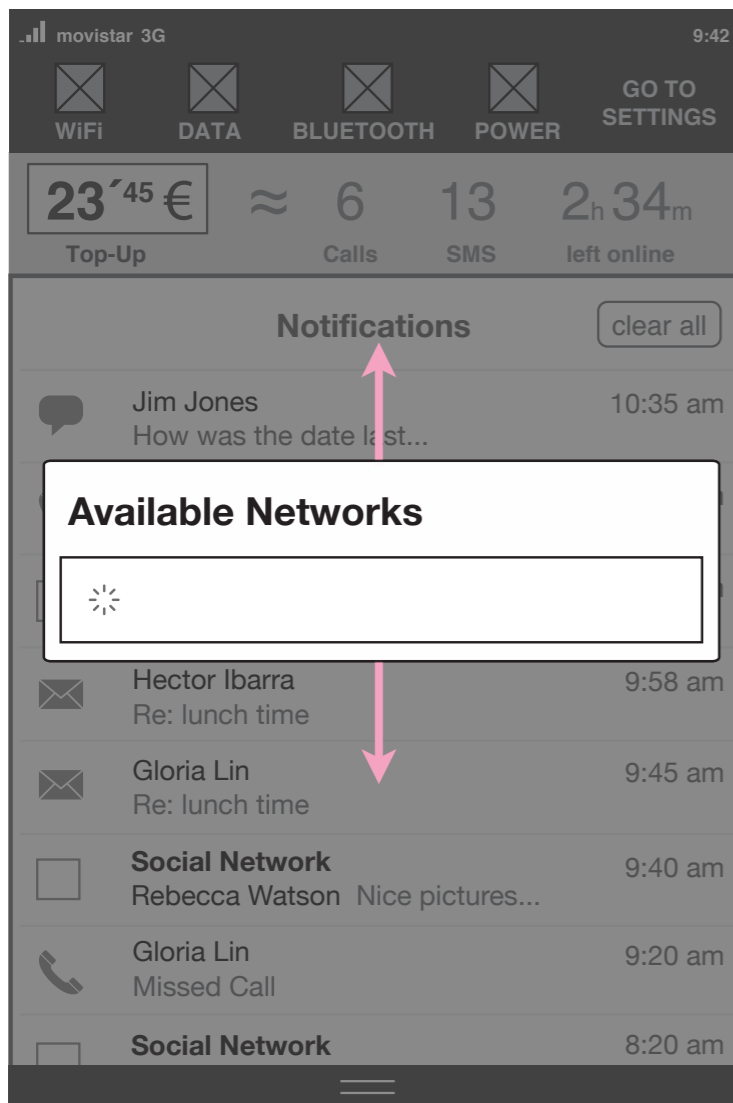 movistar 3G 9:42
GO TO
SETTINGS
WiFi DATA BLUETOOTH POWER
23´45 € ≈ 6 13 2h 34m
Top-Up Calls SMS left online
Notifications clear all
Jim Jones 10:35 am
How was the date last...
Available Networks
Hector Ibarra 9:58 am
Re: lunch time
Gloria Lin 9:45 am
Re: lunch time
Social Network 9:40 am
Rebecca Watson Nice pictures...
Gloria Lin 9:20 am
Missed Call
Social Network 8:20 am